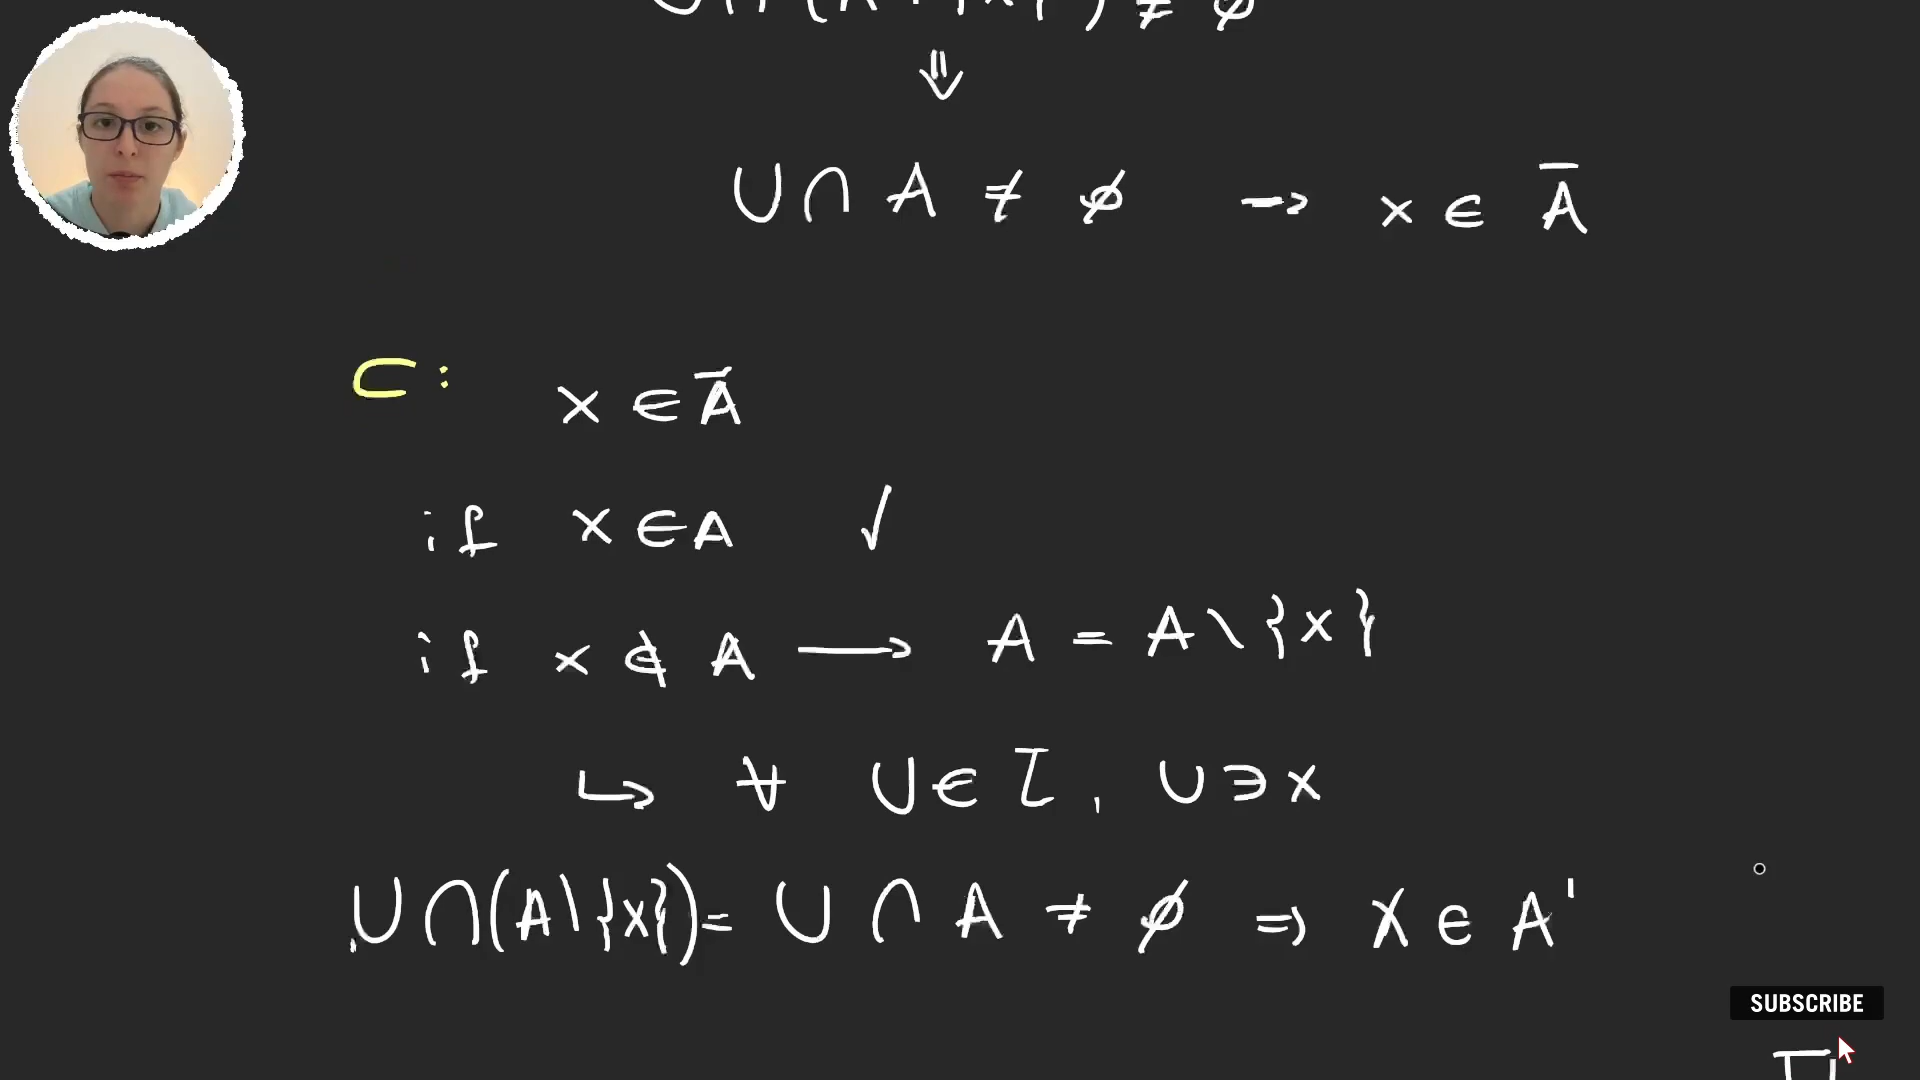 U ∩ (A \ {x}) ≠ ∅
⇓
U ∩ A ≠ ∅ → x ∈ Ā
⊂: x ∈ Ā
if x ∈ A ✓
if x ∉ A ⟶ A = A \ {x}
↳ ∀ U ∈ τ, U ∋ x
U ∩ (A \ {x}) = U ∩ A ≠ ∅ ⇒ x ∈ A'
SUBSCRIBE